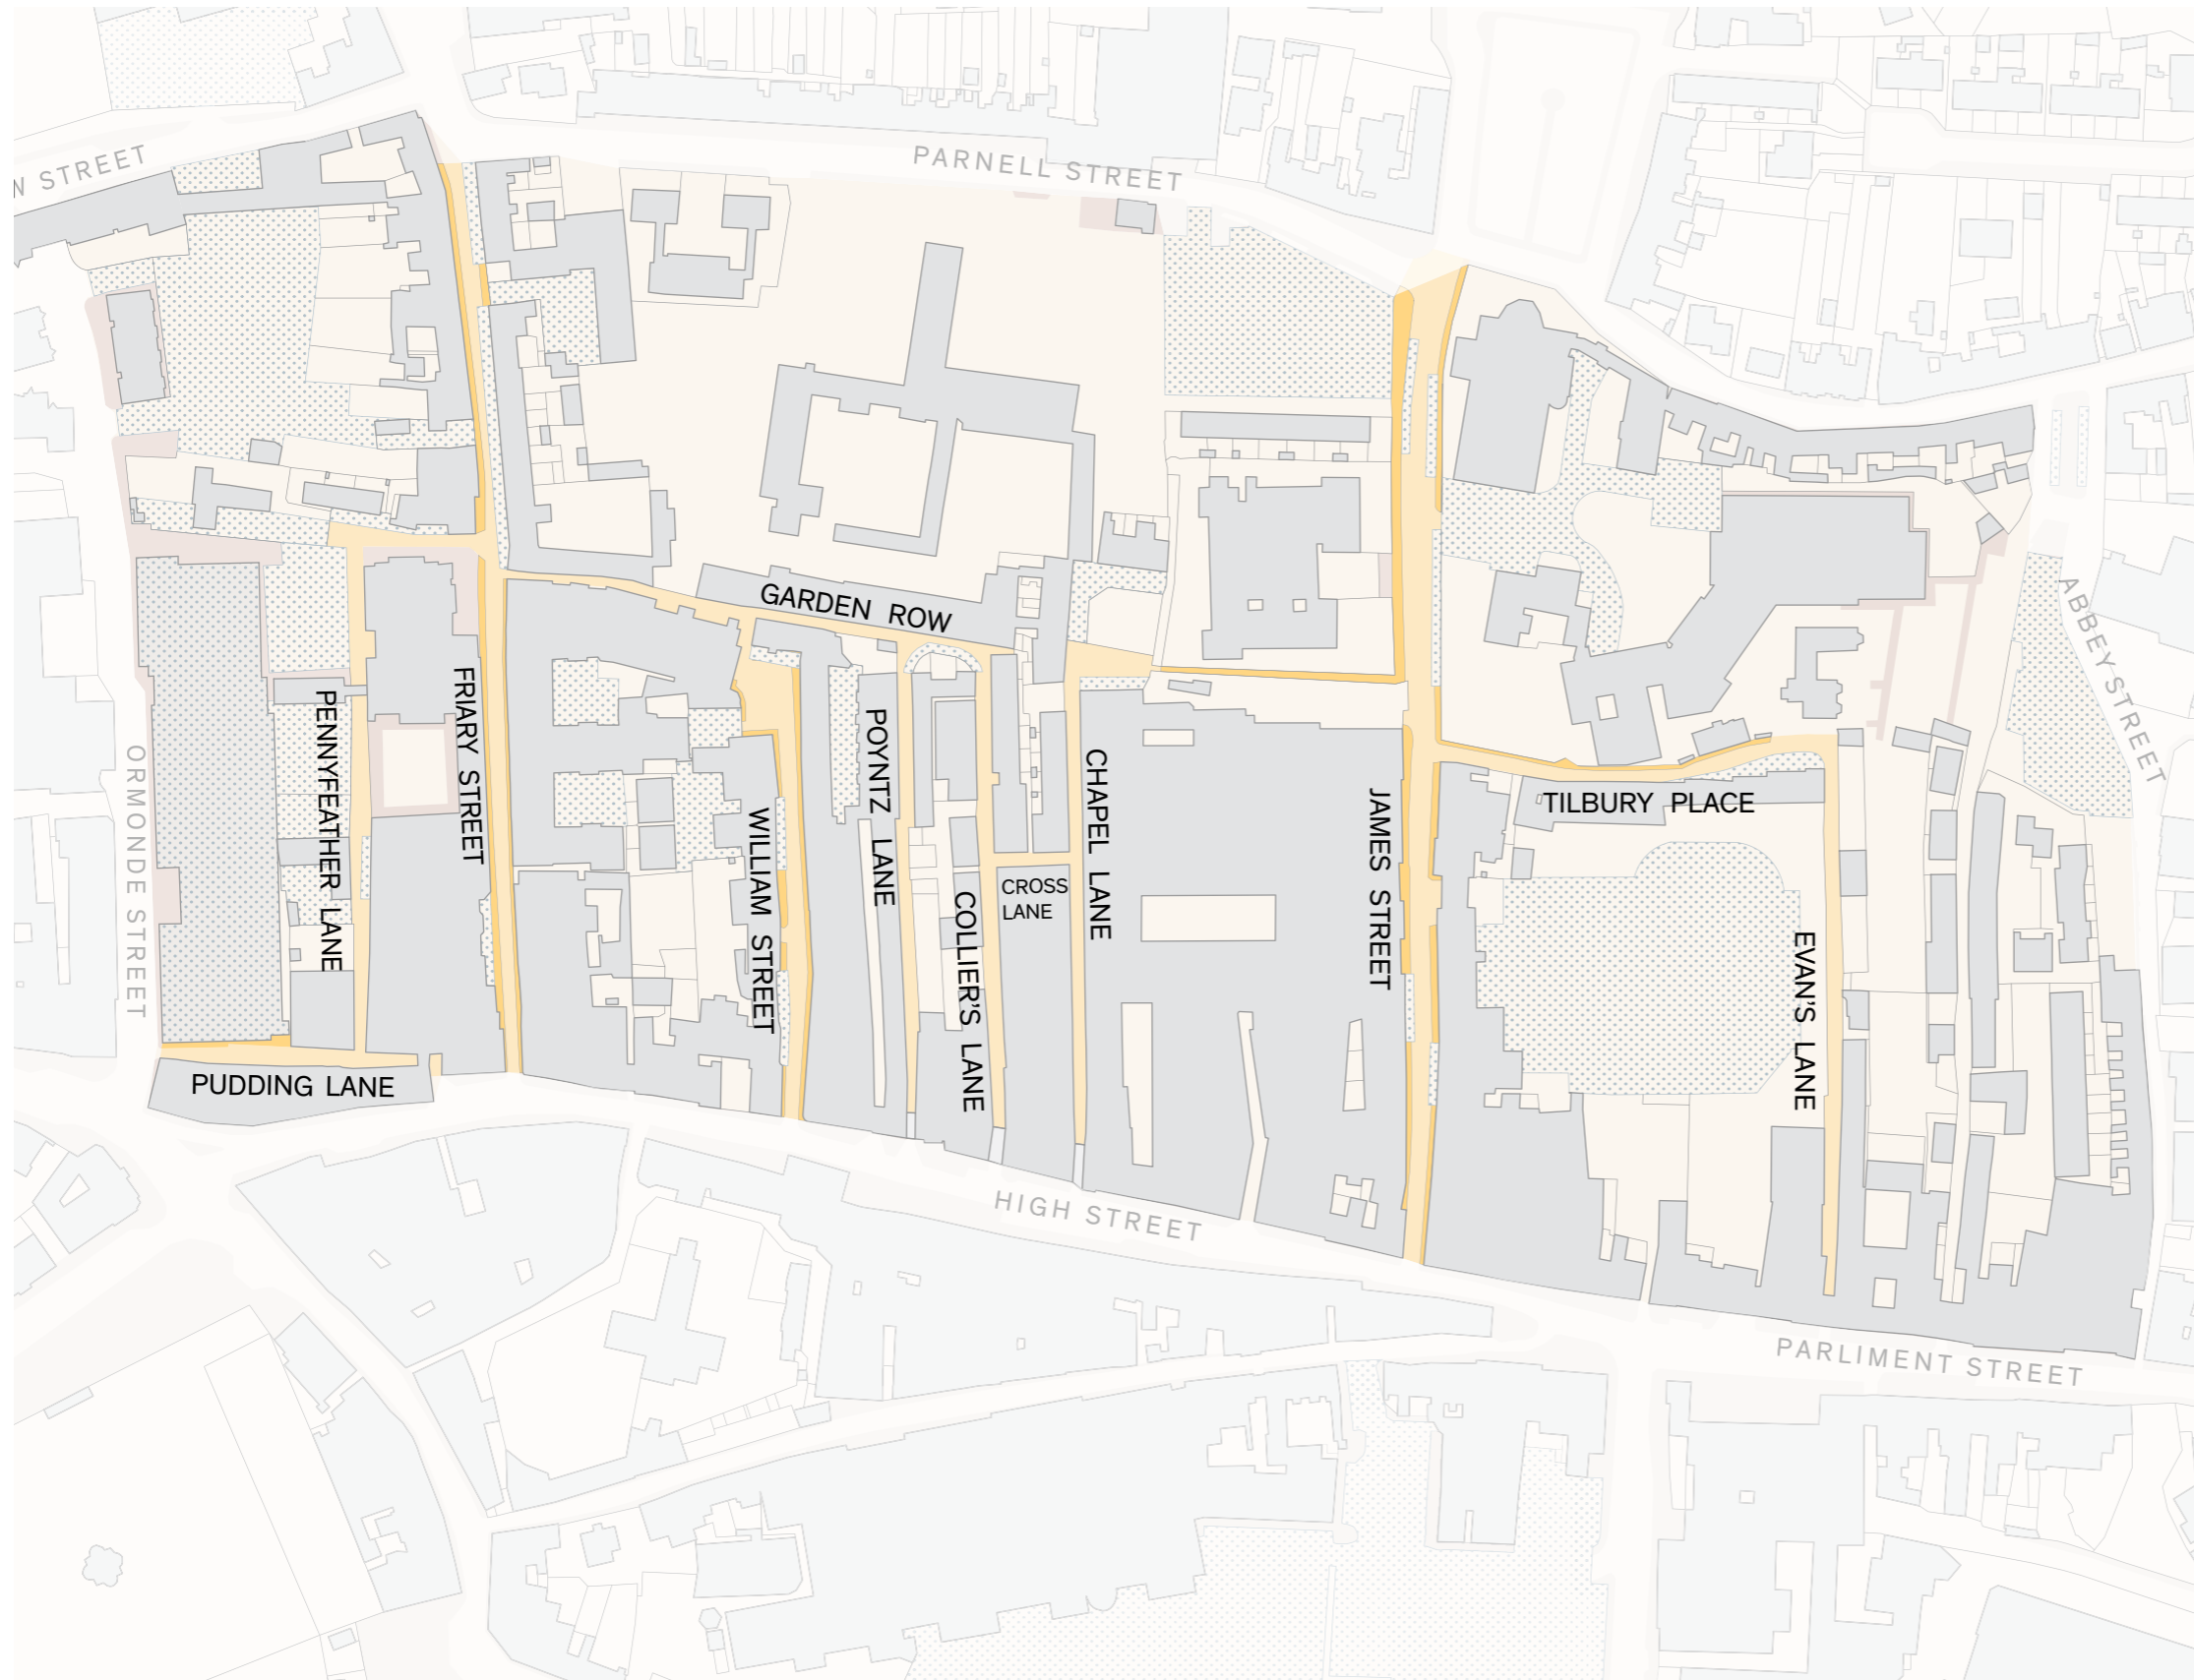 W STREET
PARNELL STREET
GARDEN ROW
ABBEY STREET
ORMONDE STREET
PENNYFEATHER LANE
FRIARY STREET
WILLIAM STREET
POYNTZ LANE
COLLIER'S LANE
CROSS
LANE
CHAPEL LANE
JAMES STREET
TILBURY PLACE
EVAN'S LANE
PUDDING LANE
HIGH STREET
PARLIMENT STREET